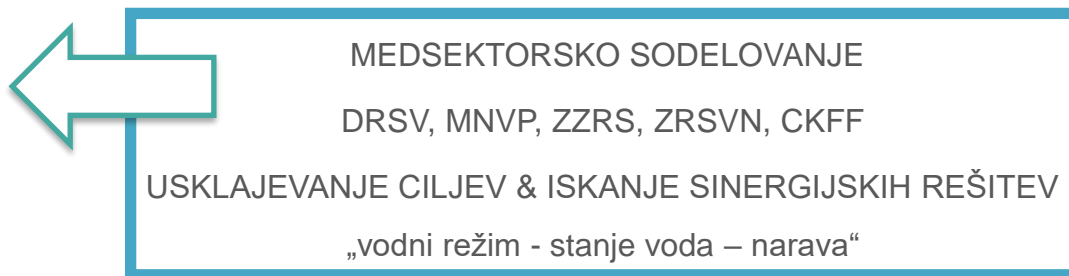 MEDSEKTORSKO SODELOVANJE
DRSV, MNVP, ZZRS, ZRSVN, CKFF
USKLAJEVANJE CILJEV & ISKANJE SINERGIJSKIH REŠITEV
„vodni režim - stanje voda – narava“